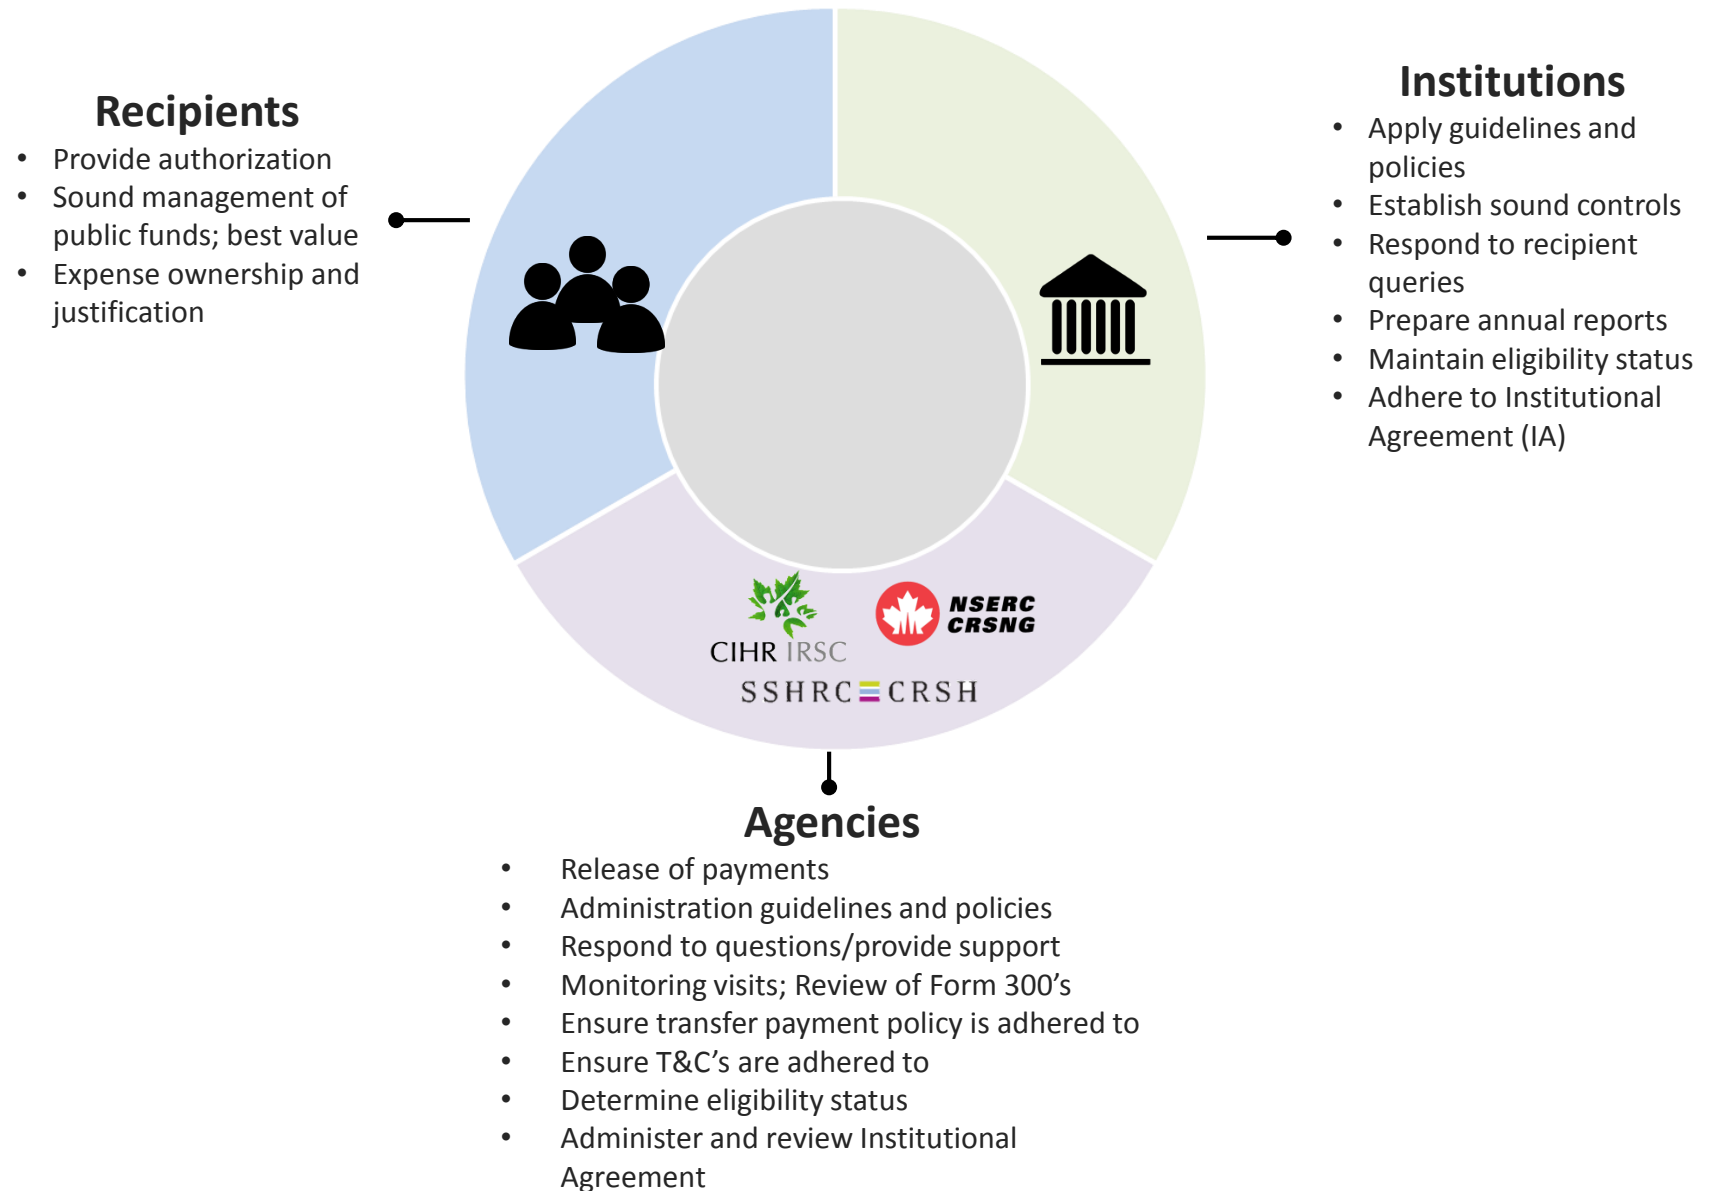 Recipients
• Provide authorization
• Sound management of
public funds; best value
• Expense ownership and
justification
Institutions
• Apply guidelines and
policies
• Establish sound controls
• Respond to recipient
queries
• Prepare annual reports
• Maintain eligibility status
• Adhere to Institutional
Agreement (IA)
CIHR IRSC
NSERC
CRSNG
SSHRC CRSH
Agencies
• Release of payments
• Administration guidelines and policies
• Respond to questions/provide support
• Monitoring visits; Review of Form 300’s
• Ensure transfer payment policy is adhered to
• Ensure T&C’s are adhered to
• Determine eligibility status
• Administer and review Institutional
Agreement